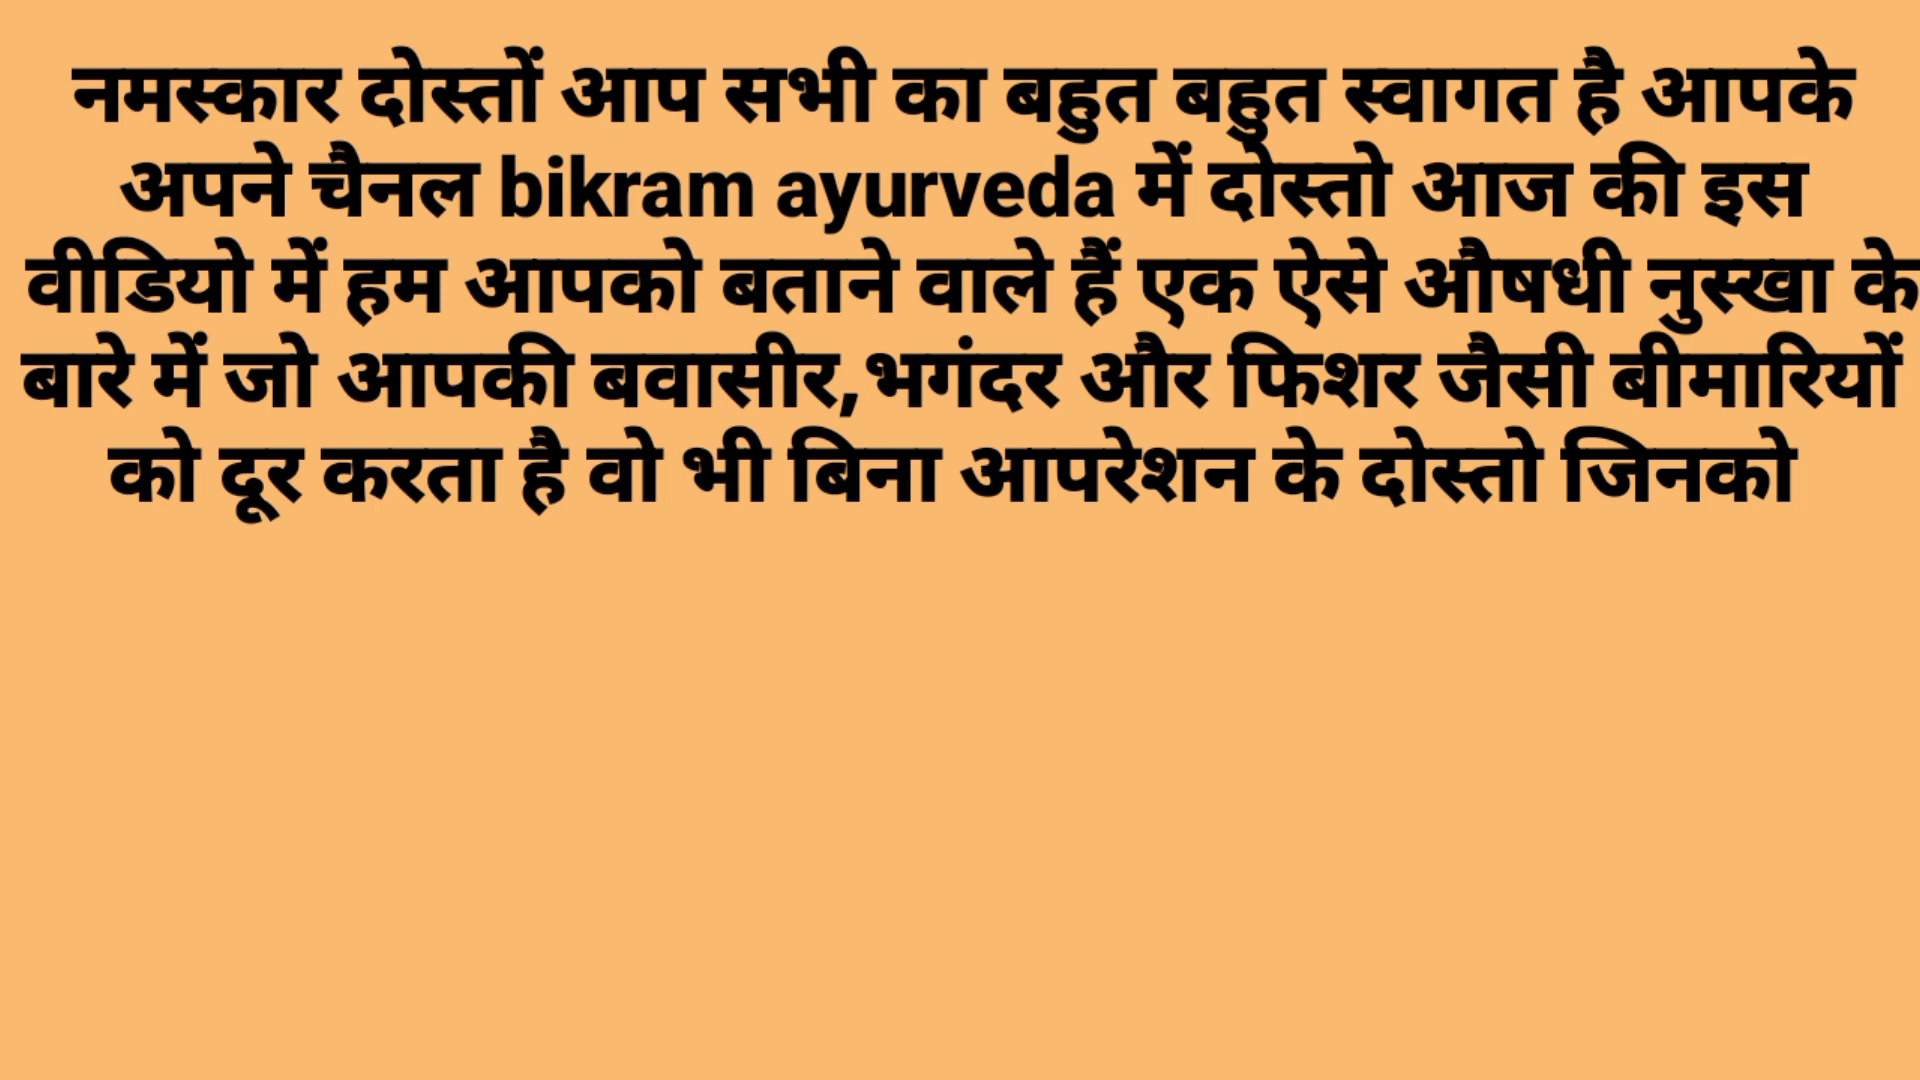 नमस्कार दोस्तों आप सभी का बहुत बहुत स्वागत है आपके
अपने चैनल bikram ayurveda में दोस्तो आज की इस
वीडियो में हम आपको बताने वाले हैं एक ऐसे औषधी नुस्खा के
बारे में जो आपकी बवासीर,भगंदर और फिशर जैसी बीमारियों
को दूर करता है वो भी बिना आपरेशन के दोस्तो जिनको